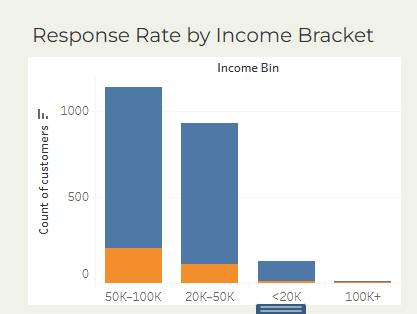 Response Rate by Income Bracket
Income Bin
Count of customers
1000
500
0
50K–100K 20K–50K <20K 100K+